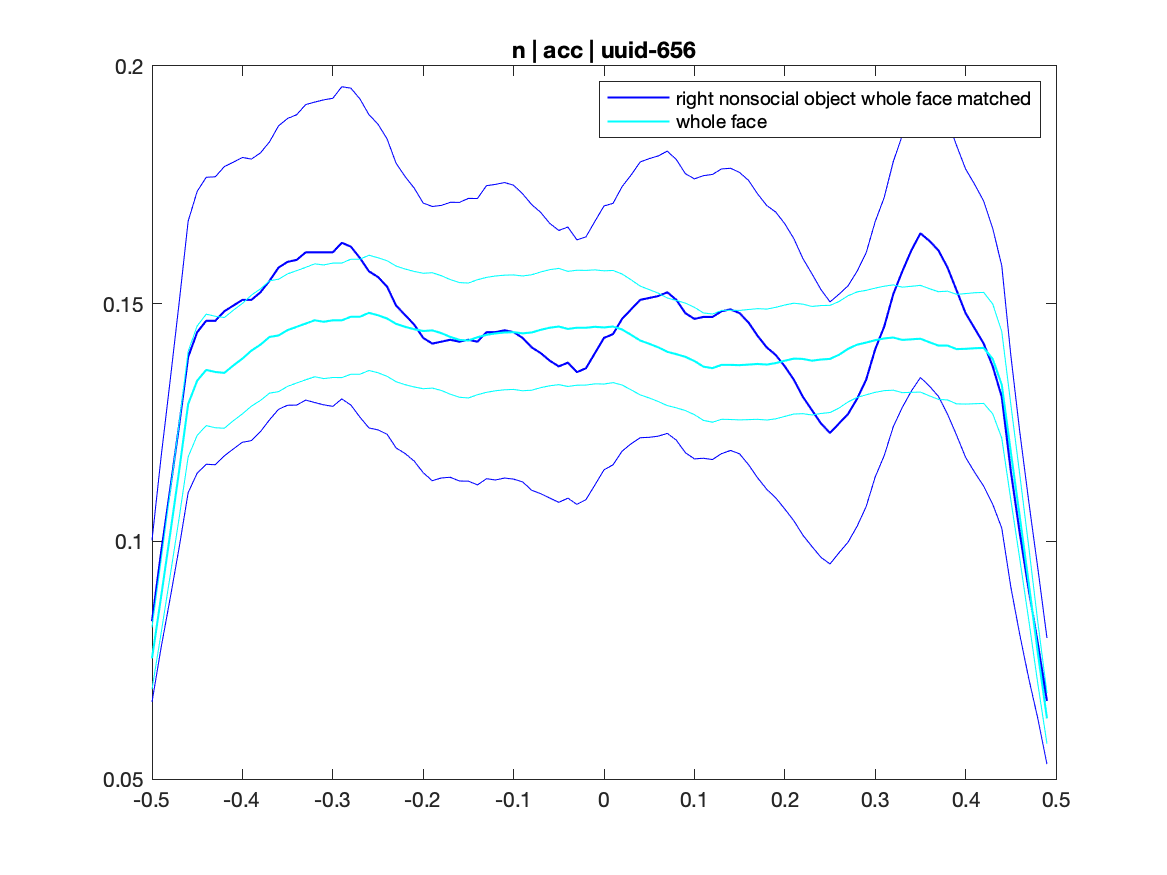 n | acc | uuid-656
right nonsocial object whole face matched
whole face
0.2
0.15
0.1
0.05
-0.5 -0.4 -0.3 -0.2 -0.1 0 0.1 0.2 0.3 0.4 0.5